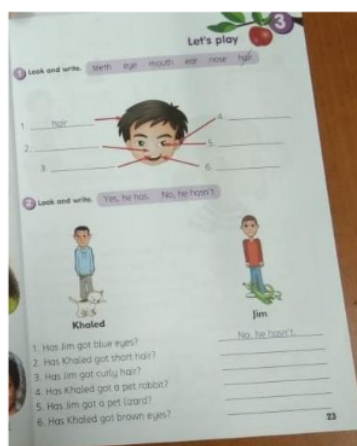 3
Let's play
1 Look and write. teeth eye mouth ear nose hair
1. hair
4.
2.
5.
3.
6.
2 Look and write. Yes, he has. No, he hasn't.
Khaled
Jim
1. Has Jim got blue eyes? No, he hasn't.
2. Has Khaled got short hair?
3. Has Jim got curly hair?
4. Has Khaled got a pet rabbit?
5. Has Jim got a pet lizard?
6. Has Khaled got brown eyes?
23